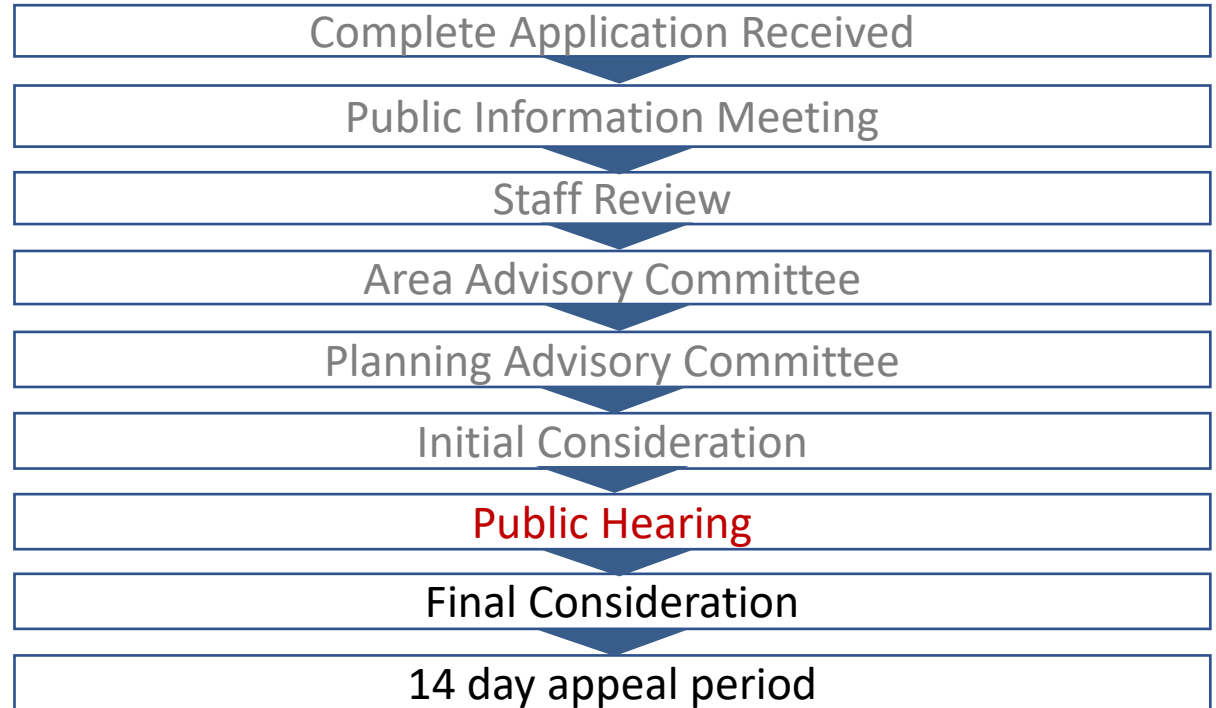 Complete Application Received
Public Information Meeting
Staff Review
Area Advisory Committee
Planning Advisory Committee
Initial Consideration
Public Hearing
Final Consideration
14 day appeal period